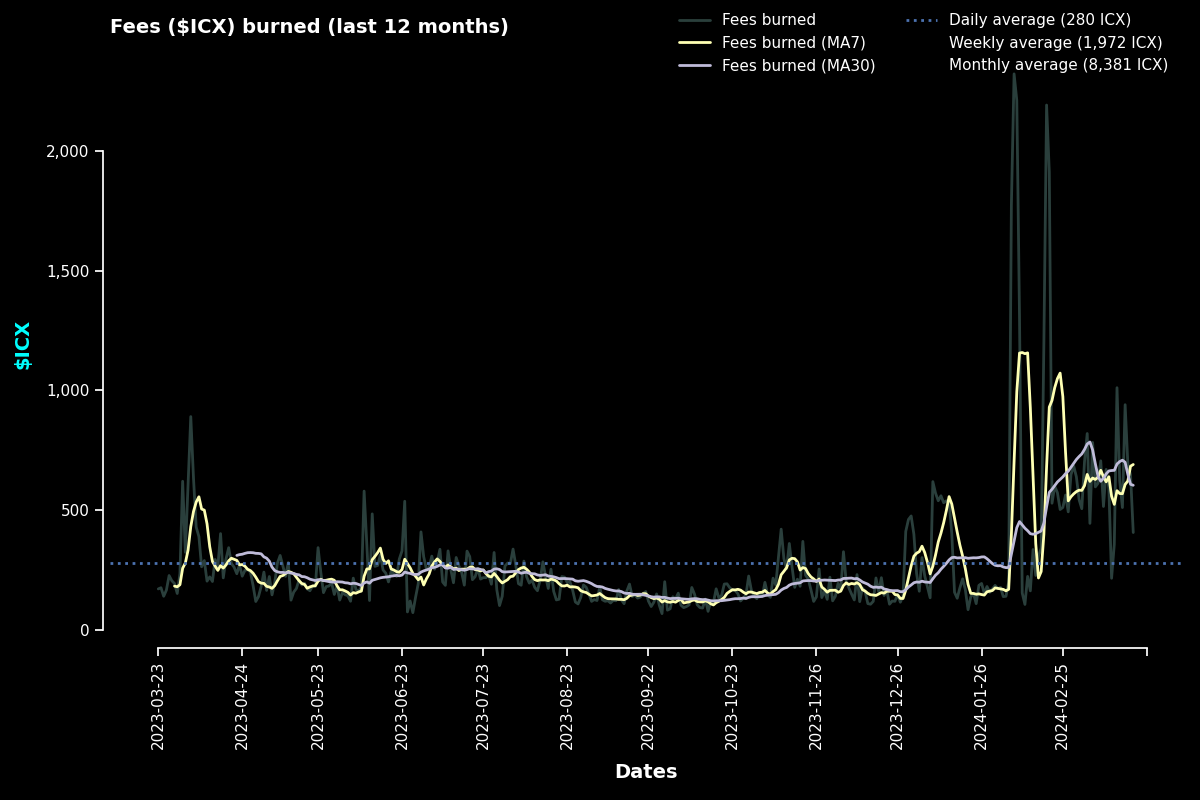 Fees ($ICX) burned (last 12 months)
Fees burned
Fees burned (MA7)
Fees burned (MA30)
Daily average (280 ICX)
Weekly average (1,972 ICX)
Monthly average (8,381 ICX)
2,000
1,500
1,000
500
0
$ICX
2023-03-23
2023-04-24
2023-05-23
2023-06-23
2023-07-23
2023-08-23
2023-09-22
2023-10-23
2023-11-26
2023-12-26
2024-01-26
2024-02-25
Dates